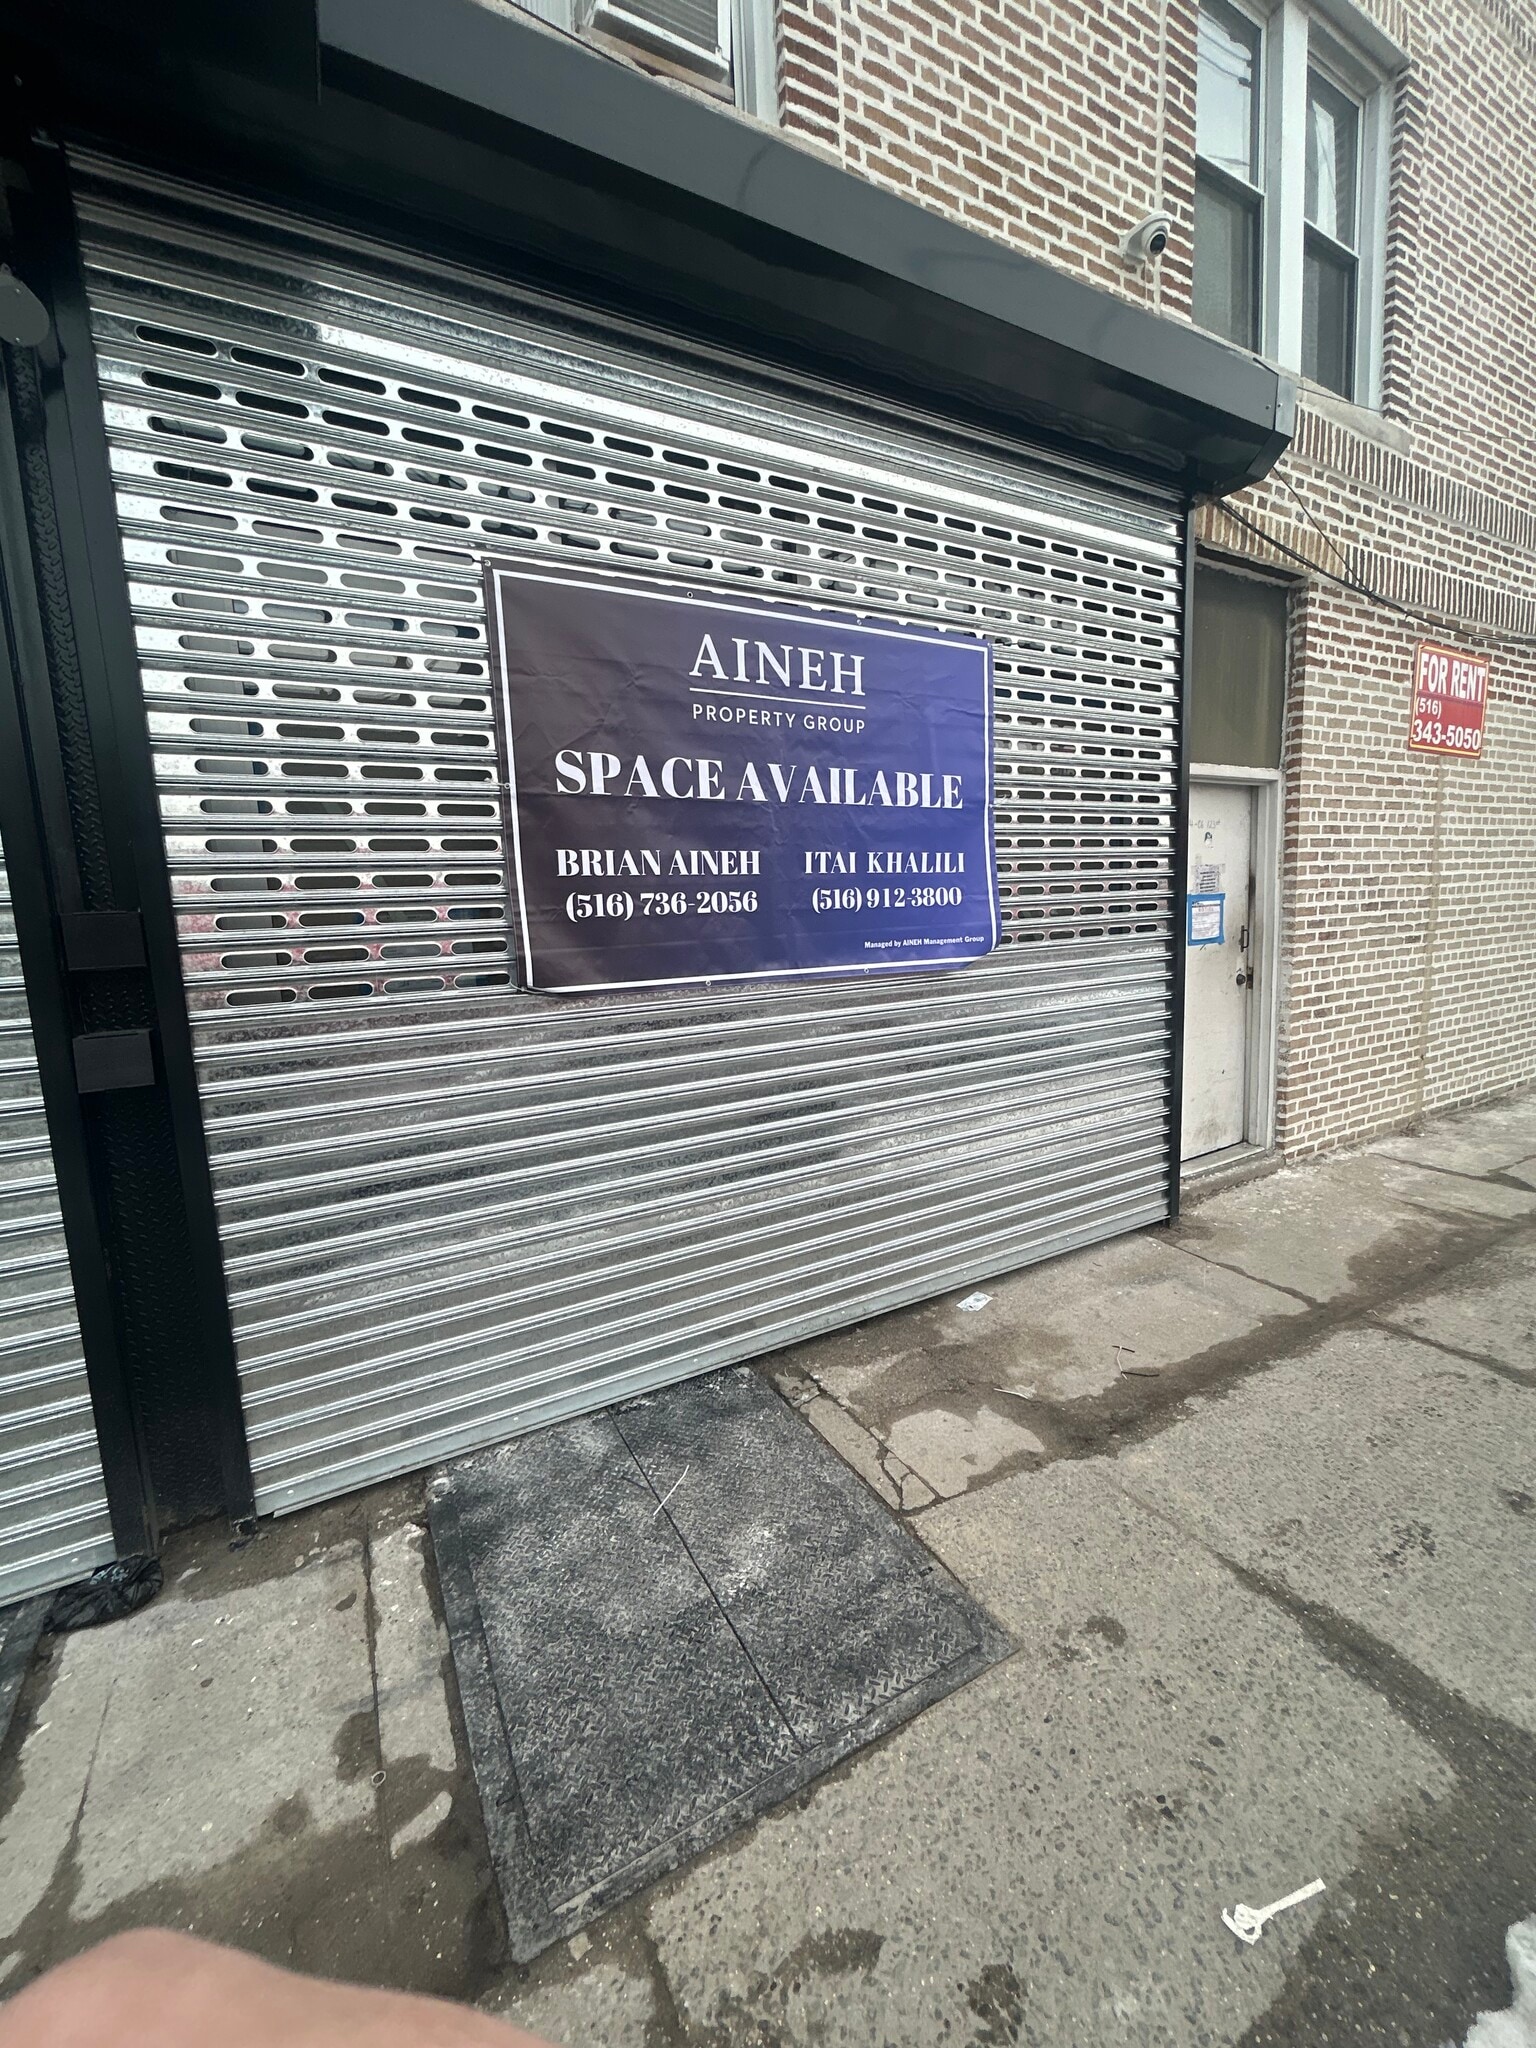 AINEH
PROPERTY GROUP
SPACE AVAILABLE
BRIAN AINEH
(516) 736-2056
ITAI KHALILI
(516) 912-3800
Managed by AINEH Management Group
FOR RENT
(516)
343-5050